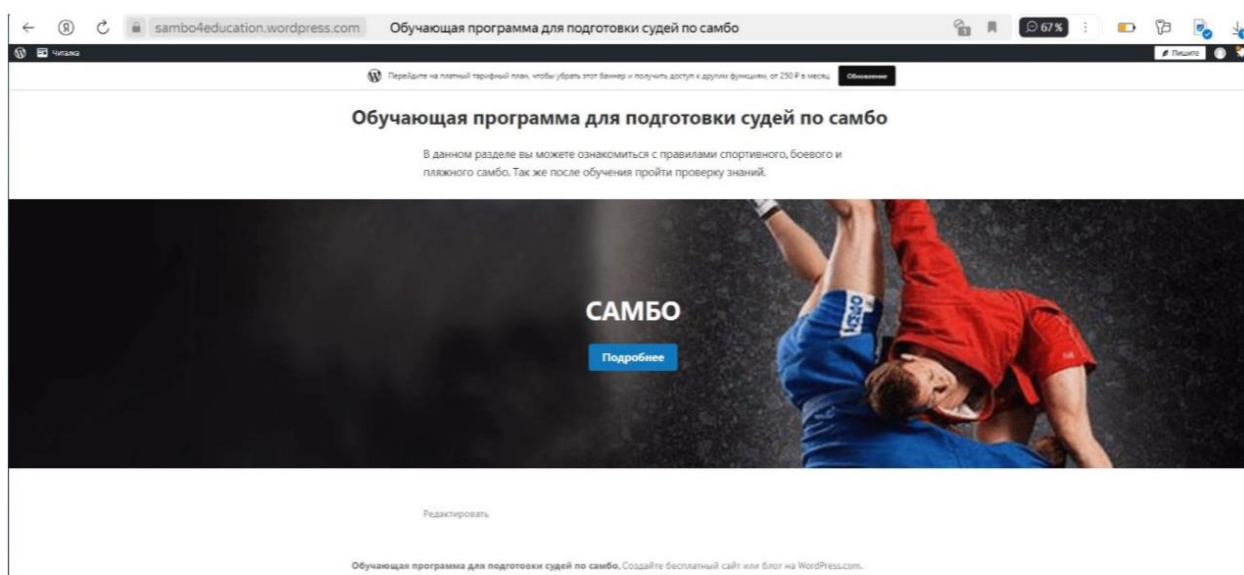 sambo4education.wordpress.com Обучающая программа для подготовки судей по самбо 67 %
Читалка Пишите
Перейдите на платный тарифный план, чтобы убрать этот баннер и получить доступ к другим функциям, от 250 ₽ в месяц Обновление
Обучающая программа для подготовки судей по самбо
В данном разделе вы можете ознакомиться с правилами спортивного, боевого и
пляжного самбо. Так же после обучения пройти проверку знаний.
САМБО
Подробнее
Редактировать
Обучающая программа для подготовки судей по самбо, Создайте бесплатный сайт или блог на WordPress.com.